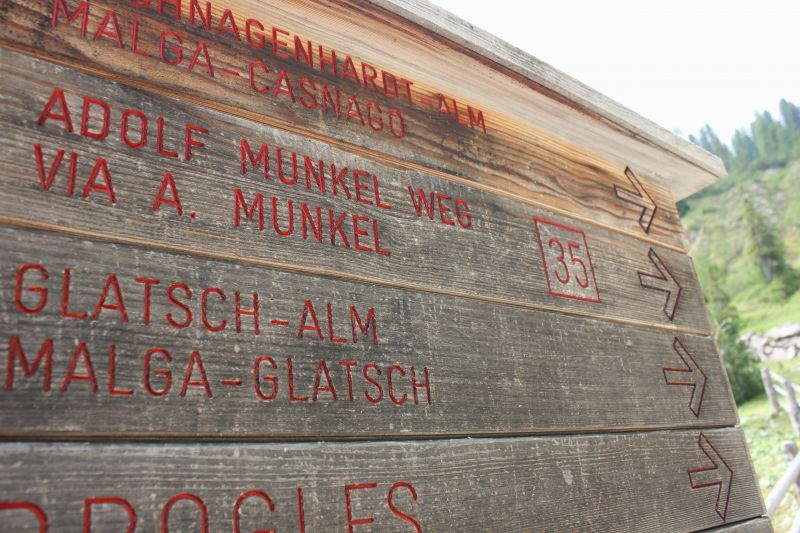 MALGA-CASNAGO
ADOLF MUNKEL WEG
VIA A. MUNKEL
35
GLATSCH-ALM
MALGA-GLATSCH